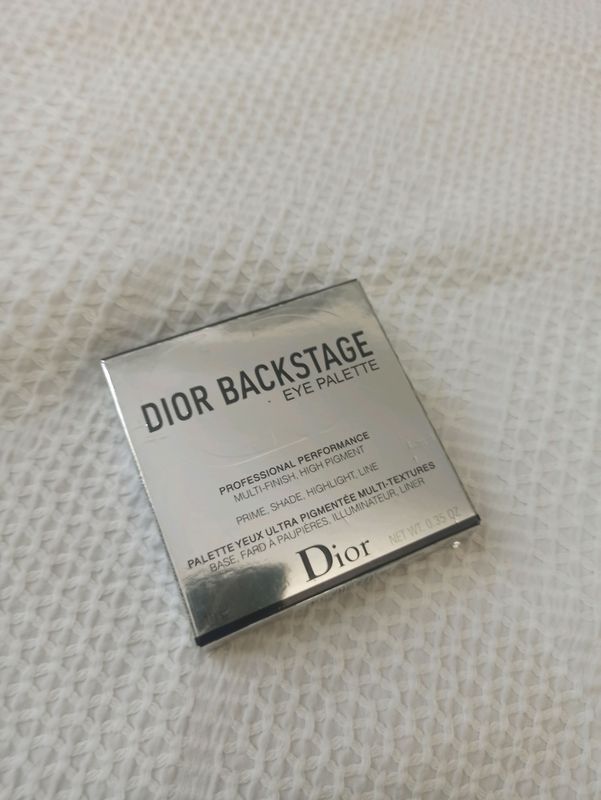 DIOR BACKSTAGE
EYE PALETTE
PROFESSIONAL PERFORMANCE
MULTI-FINISH, HIGH PIGMENT
PRIME, SHADE, HIGHLIGHT, LINE
PALETTE YEUX ULTRA PIGMENTÉE MULTI-TEXTURES
BASE, FARD À PAUPIÈRES, ILLUMINATEUR, LINER
Dior
NET WT. 0.35 OZ